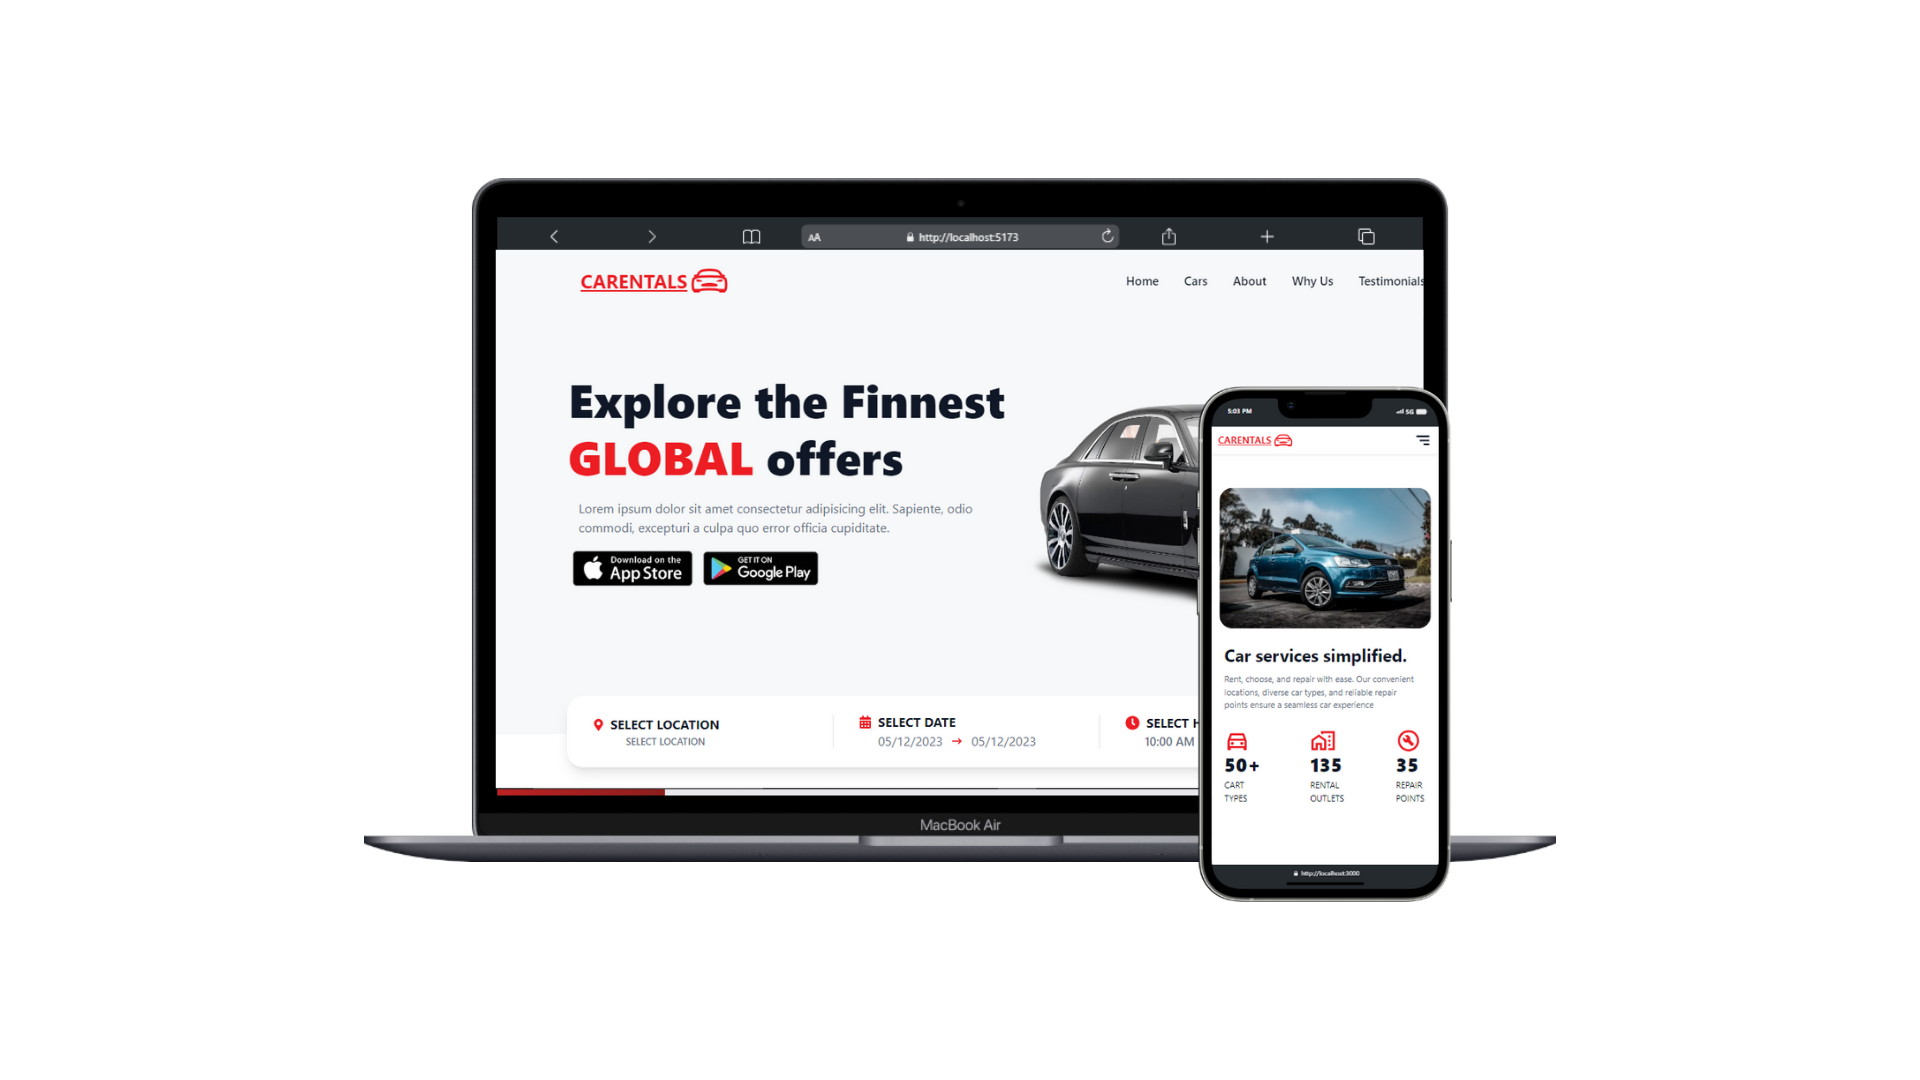 AA
http://localhost:5173
CARENTALS
Home Cars About Why Us Testimonials
Explore the Finnest
GLOBAL offers
Lorem ipsum dolor sit amet consectetur adipisicing elit. Sapiente, odio
commodi, excepturi a culpa quo error officia cupiditate.
Download on the
App Store
GET IT ON
Google Play
SELECT LOCATION
SELECT LOCATION
SELECT DATE
05/12/2023 → 05/12/2023
SELECT H
10:00 AM
MacBook Air
5:03 PM
5G
CARENTALS
Car services simplified.
Rent, choose, and repair with ease. Our convenient
locations, diverse car types, and reliable repair
points ensure a seamless car experience
50+
CART
TYPES
135
RENTAL
OUTLETS
35
REPAIR
POINTS
http://localhost:3000